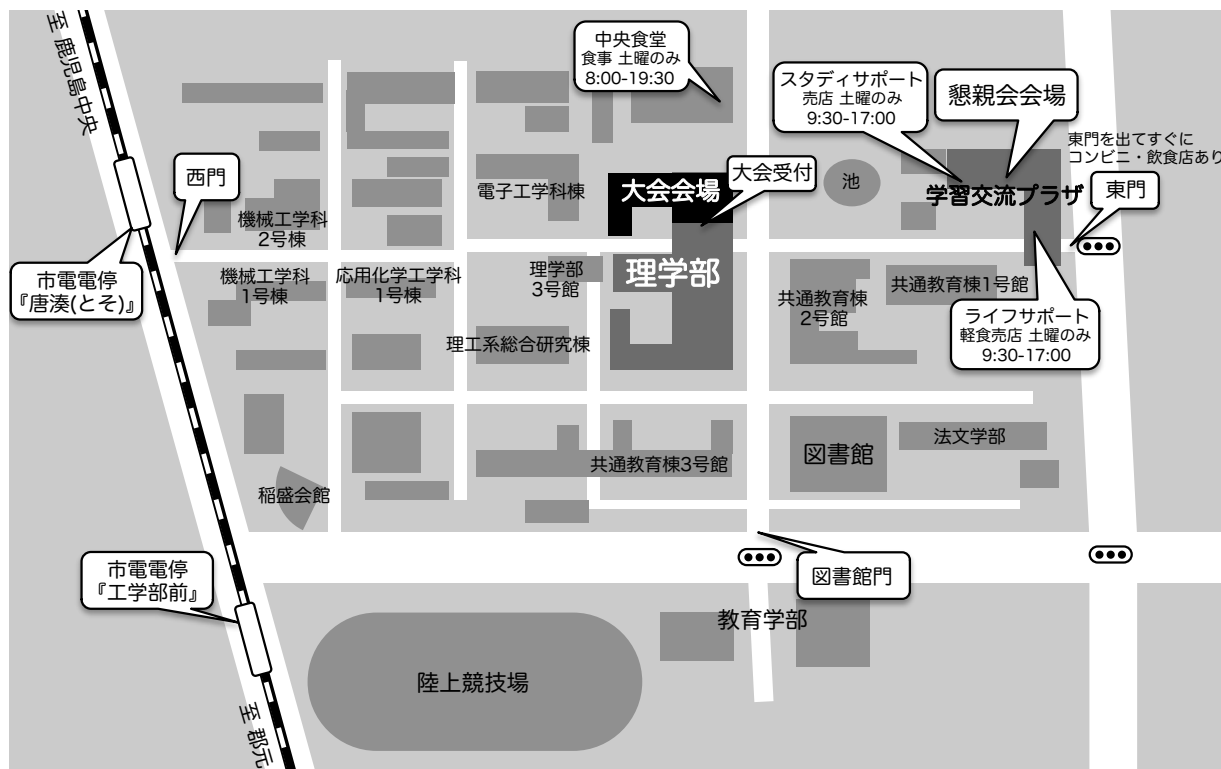 至 鹿児島中央
中央食堂
食事 土曜のみ
8:00-19:30
スタディサポート
売店 土曜のみ
9:30-17:00
懇親会会場
東門を出てすぐに
コンビニ・飲食店あり
西門
電子工学科棟
大会会場
大会受付
池
学習交流プラザ
東門
機械工学科
2号棟
市電電停
『唐湊(とそ)』
機械工学科
1号棟
応用化学工学科
1号棟
理学部
3号館
理学部
共通教育棟
2号館
共通教育棟1号館
ライフサポート
軽食売店 土曜のみ
9:30-17:00
理工系総合研究棟
共通教育棟3号館
図書館
法文学部
稲盛会館
市電電停
『工学部前』
図書館門
教育学部
陸上競技場
至 郡元